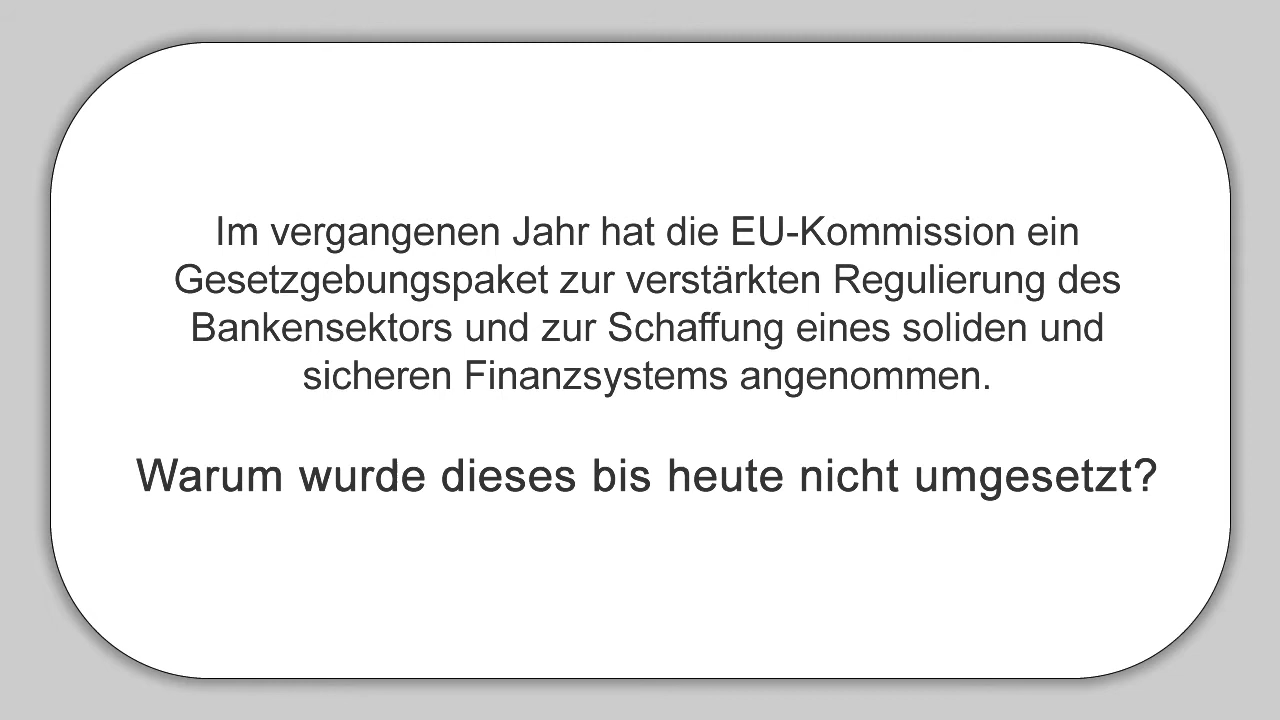 Im vergangenen Jahr hat die EU-Kommission ein
Gesetzgebungspaket zur verstärkten Regulierung des
Bankensektors und zur Schaffung eines soliden und
sicheren Finanzsystems angenommen.
Warum wurde dieses bis heute nicht umgesetzt?